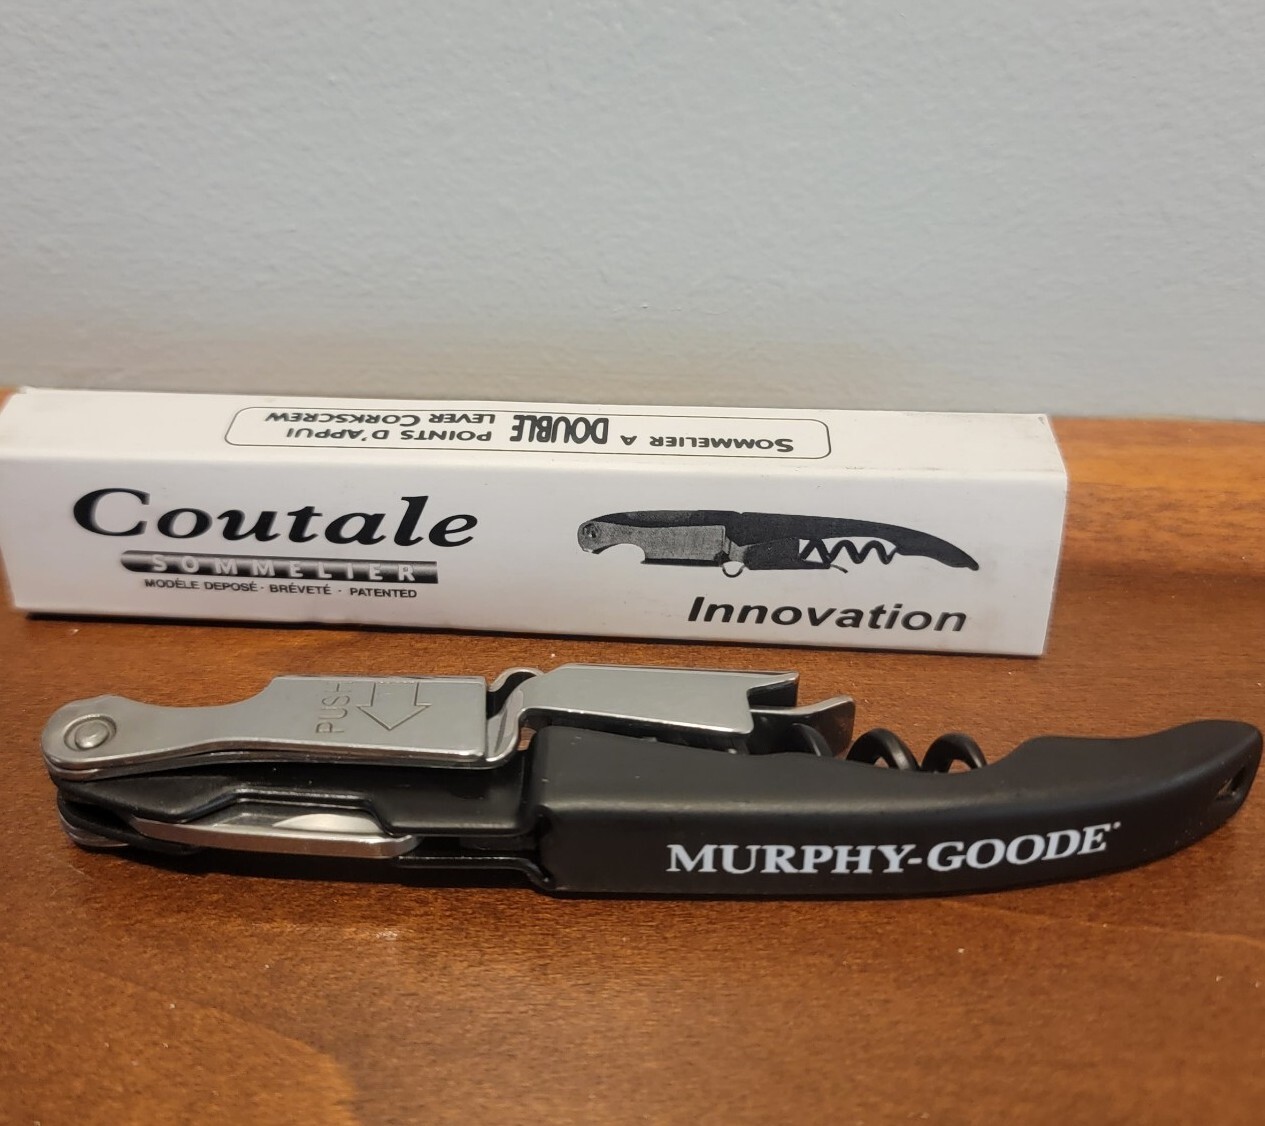 SOMMELIER A DOUBLE POINTS D'APPUI
LEVER CORKSCREW
Coutale
SOMMELIER
MODÈLE DEPOSÉ · BRÉVETÉ · PATENTED
Innovation
PUSH
MURPHY-GOODE